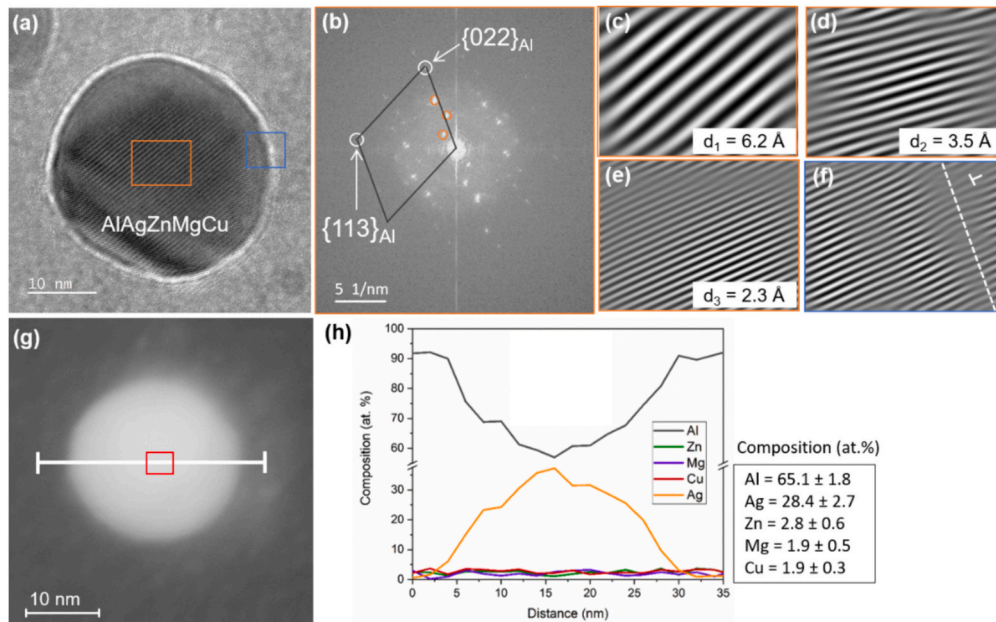 (a)
AlAgZnMgCu
10 nm
(b)
{022}Al
{113}Al
5 1/nm
(c)
d1 = 6.2 Å
(d)
d2 = 3.5 Å
(e)
d3 = 2.3 Å
(f)
(g)
10 nm
(h)
100
90
80
70
60
30
20
10
0
Composition (at. %)
Al
Zn
Mg
Cu
Ag
0 5 10 15 20 25 30 35
Distance (nm)
Composition (at.%)
Al = 65.1 ± 1.8
Ag = 28.4 ± 2.7
Zn = 2.8 ± 0.6
Mg = 1.9 ± 0.5
Cu = 1.9 ± 0.3